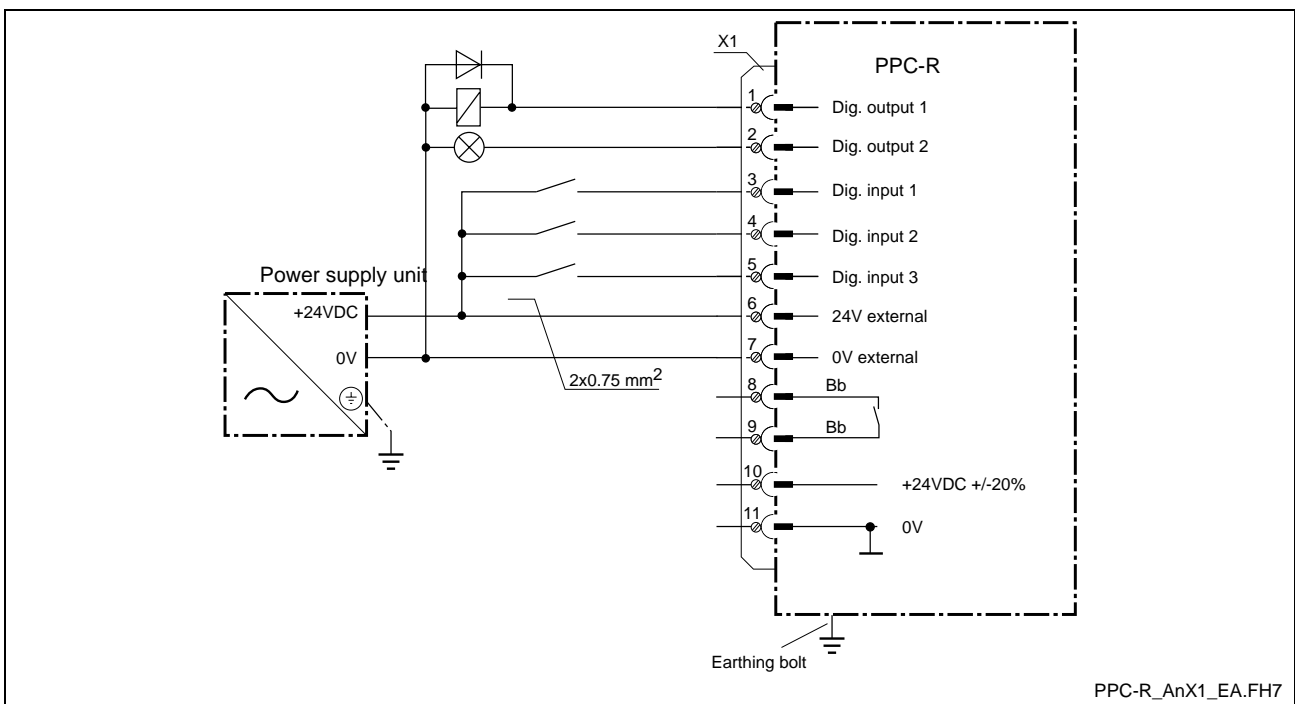 X1
PPC-R
1
Dig. output 1
2
Dig. output 2
3
Dig. input 1
4
Dig. input 2
5
Dig. input 3
Power supply unit
+24VDC
6
24V external
0V
7
0V external
2x0.75 mm2
8
Bb
9
Bb
10
+24VDC +/-20%
11
0V
Earthing bolt
PPC-R_AnX1_EA.FH7